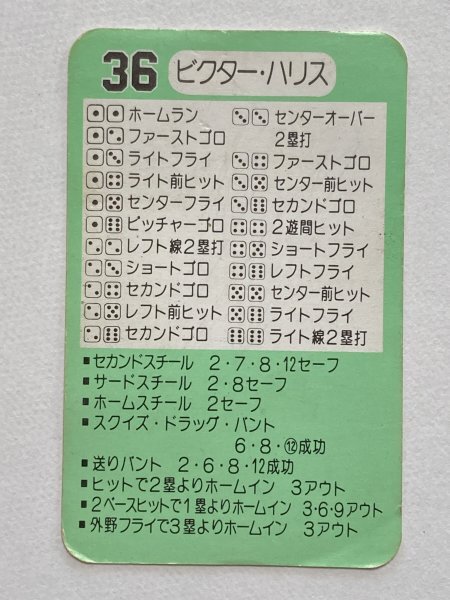 36 ビクター・ハリス
⚀⚀ホームラン
⚀⚁ファーストゴロ
⚀⚂ライトフライ
⚀⚃ライト前ヒット
⚀⚄センターフライ
⚀⚅ピッチャーゴロ
⚁⚁レフト線2塁打
⚁⚂ショートゴロ
⚁⚃セカンドゴロ
⚁⚄レフト前ヒット
⚁⚅セカンドゴロ
⚂⚂センターオーバー
2塁打
⚂⚃ファーストゴロ
⚂⚄センター前ヒット
⚂⚅セカンドゴロ
⚃⚃2遊間ヒット
⚃⚄ショートフライ
⚃⚅レフトフライ
⚄⚄センター前ヒット
⚄⚅ライトフライ
⚅⚅ライト線2塁打
■セカンドスチール 2・7・8・12セーフ
■サードスチール 2・8セーフ
■ホームスチール 2セーフ
■スクイズ・ドラッグ・バント
6・8・⑫成功
■送りバント 2・6・8・12成功
■ヒットで2塁よりホームイン 3アウト
■2ベースヒットで1塁よりホームイン 3・6・9アウト
■外野フライで3塁よりホームイン 3アウト